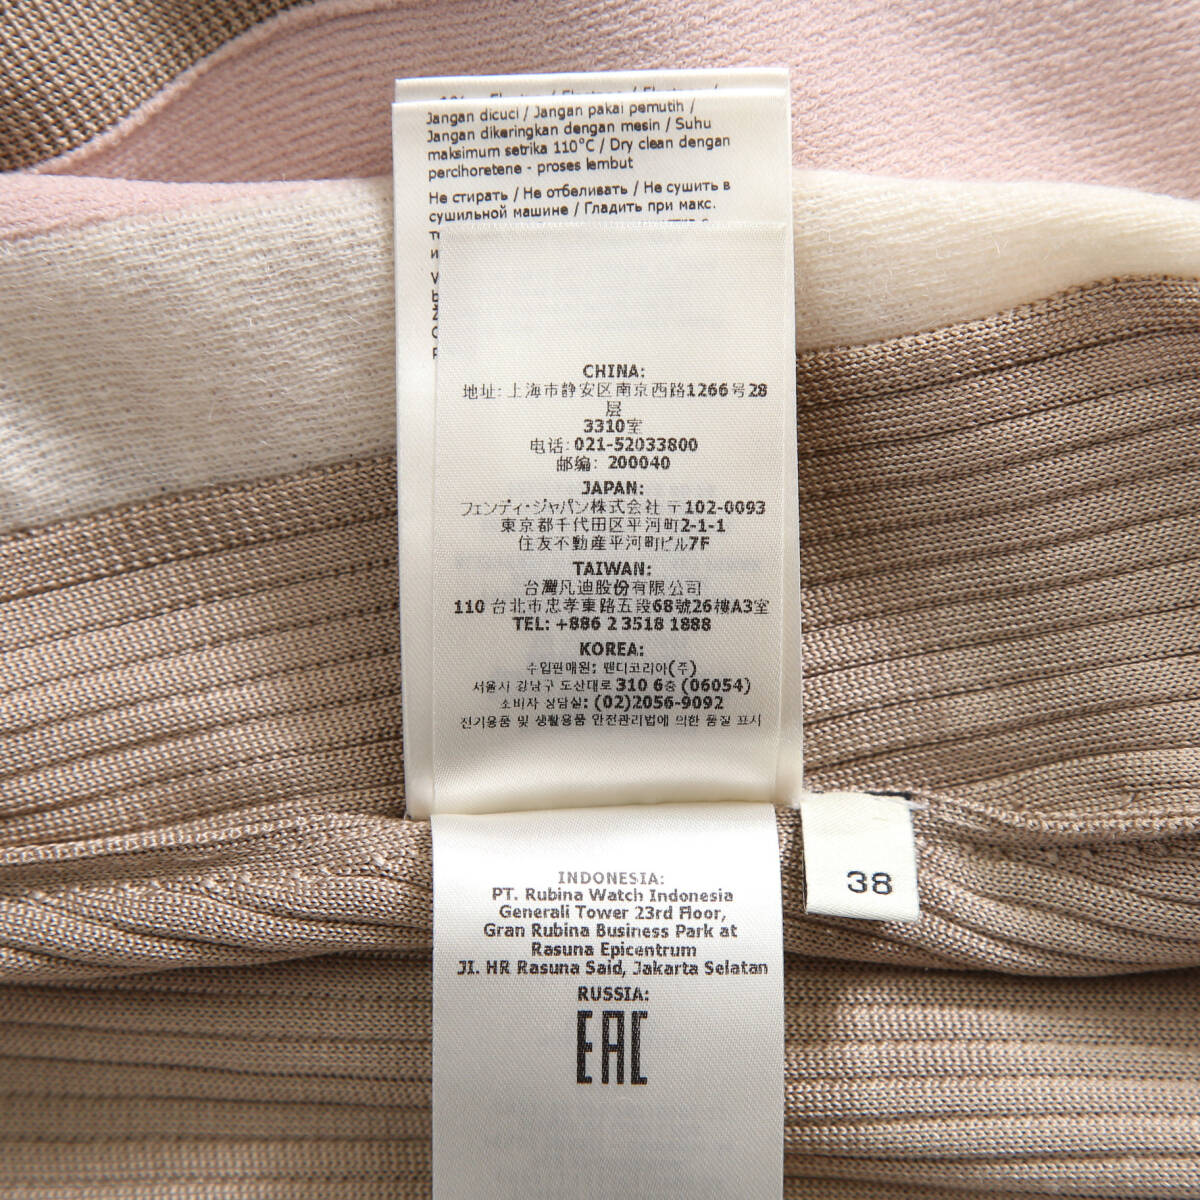 Jangan dicuci / Jangan pakai pemutih /
Jangan dikeringkan dengan mesin / Suhu
maksimum setrika 110°C / Dry clean dengan
perclhoretene - proses lembut
Не стирать / Не отбеливать / Не сушить в
сушильной машине / Гладить при макс.
CHINA:
地址: 上海市静安区南京西路1266号28
层
3310室
电话: 021-52033800
邮编: 200040
JAPAN:
フェンディ・ジャパン株式会社 〒102-0093
東京都千代田区平河町2-1-1
住友不動産平河町ビル7F
TAIWAN:
台灣凡迪股份有限公司
110 台北市忠孝東路五段68號26樓A3室
TEL: +886 2 3518 1888
KOREA:
수입판매원: 펜디코리아(주)
서울시 강남구 도산대로 310 6층 (06054)
소비자 상담실: (02)2056-9092
전기용품 및 생활용품 안전관리법에 의한 품질 표시
38
INDONESIA:
PT. Rubina Watch Indonesia
Generali Tower 23rd Floor,
Gran Rubina Business Park at
Rasuna Epicentrum
JI. HR Rasuna Said, Jakarta Selatan
RUSSIA:
EAC